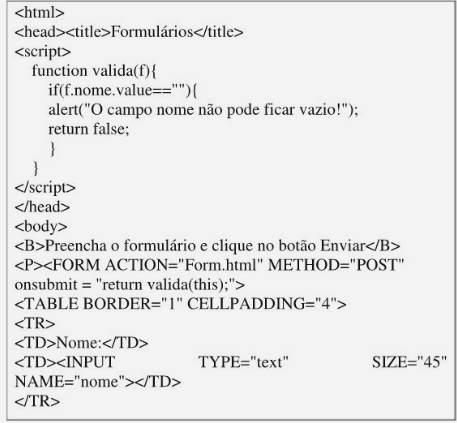 <html>
<head><title>Formulários</title>
<script>
function valida(f){
if(f.nome.value==""){
alert("O campo nome não pode ficar vazio!");
return false;
}
}
</script>
</head>
<body>
<B>Preencha o formulário e clique no botão Enviar</B>
<P><FORM ACTION="Form.html" METHOD="POST"
onsubmit = "return valida(this);">
<TABLE BORDER="1" CELLPADDING="4">
<TR>
<TD>Nome:</TD>
<TD><INPUT TYPE="text" SIZE="45"
NAME="nome"></TD>
</TR>